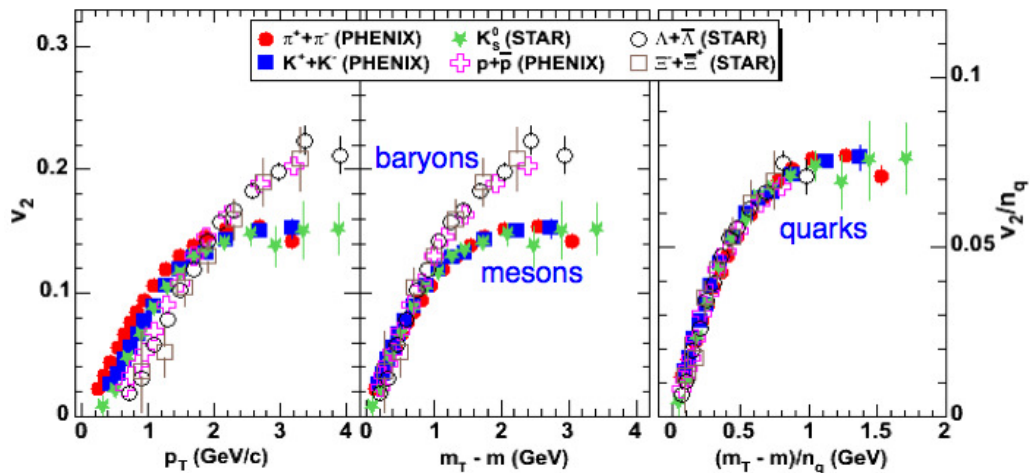 π⁺+π⁻ (PHENIX) K⁰ₛ (STAR) Λ+Λ̅ (STAR)
K⁺+K⁻ (PHENIX) p+p̅ (PHENIX) Ξ⁻+Ξ̅⁺ (STAR)
0.3
0.2
0.1
0
v₂
baryons
mesons
quarks
0.1
0.05
0
v₂/n_q
0 1 2 3 4
0 1 2 3 4
0 0.5 1 1.5 2
p_T (GeV/c) m_T - m (GeV) (m_T - m)/n_q (GeV)